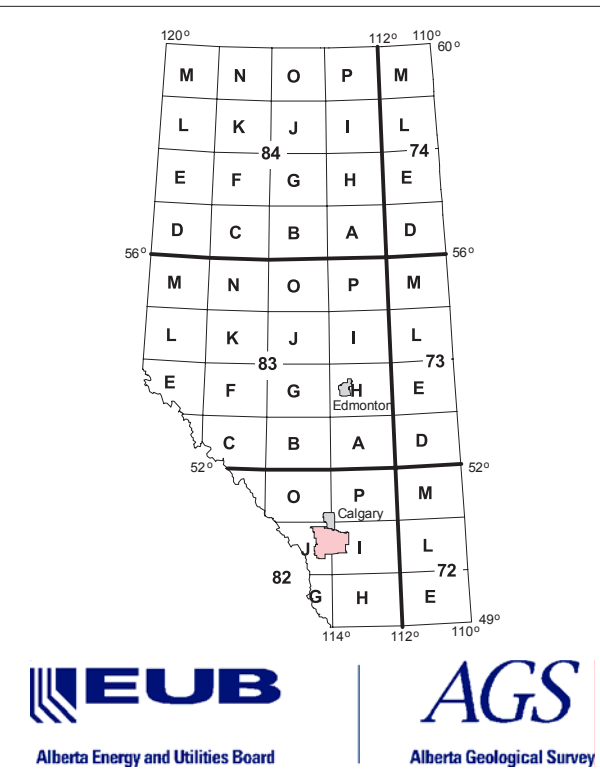 120° 112° 110°
60°
M N O P M
L K J I L
84 74
E F G H E
D C B A D
56° 56°
M N O P M
L K J I L
83 73
E F G H E
Edmonton
C B A D
52° 52°
O P M
Calgary
J I L
82 72
G H E
49°
114° 112° 110°
EUB AGS
Alberta Energy and Utilities Board Alberta Geological Survey